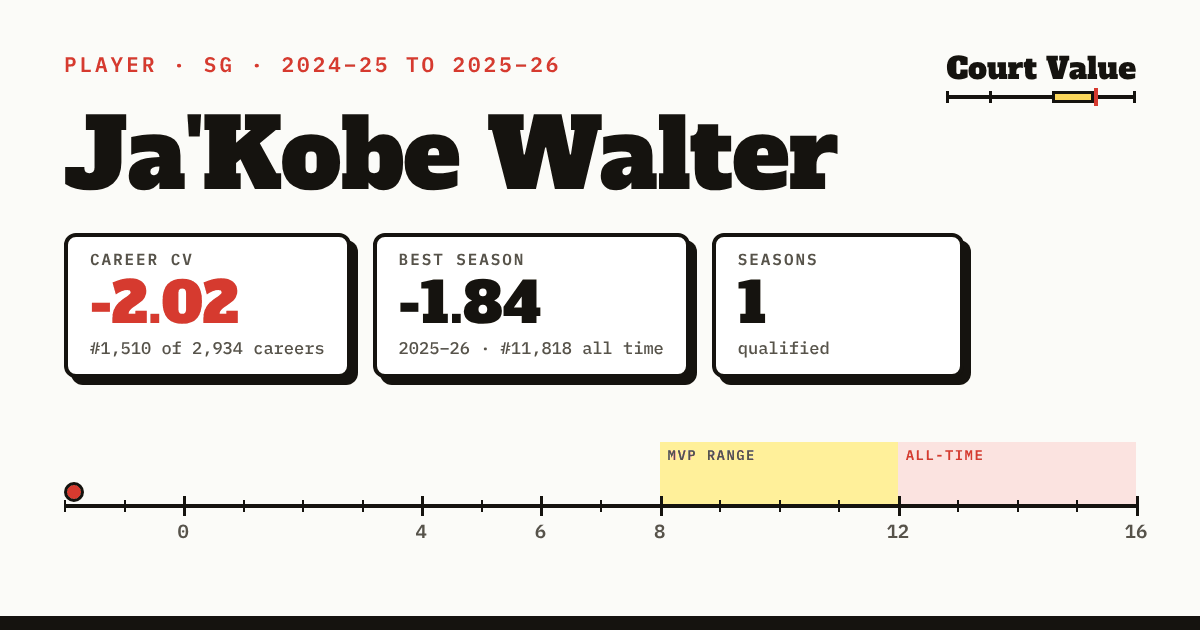 PLAYER · SG · 2024–25 TO 2025–26
Court Value
Ja'Kobe Walter
CAREER CV
-2.02
#1,510 of 2,934 careers
BEST SEASON
-1.84
2025–26 · #11,818 all time
SEASONS
1
qualified
MVP RANGE
ALL-TIME
0 4 6 8 12 16